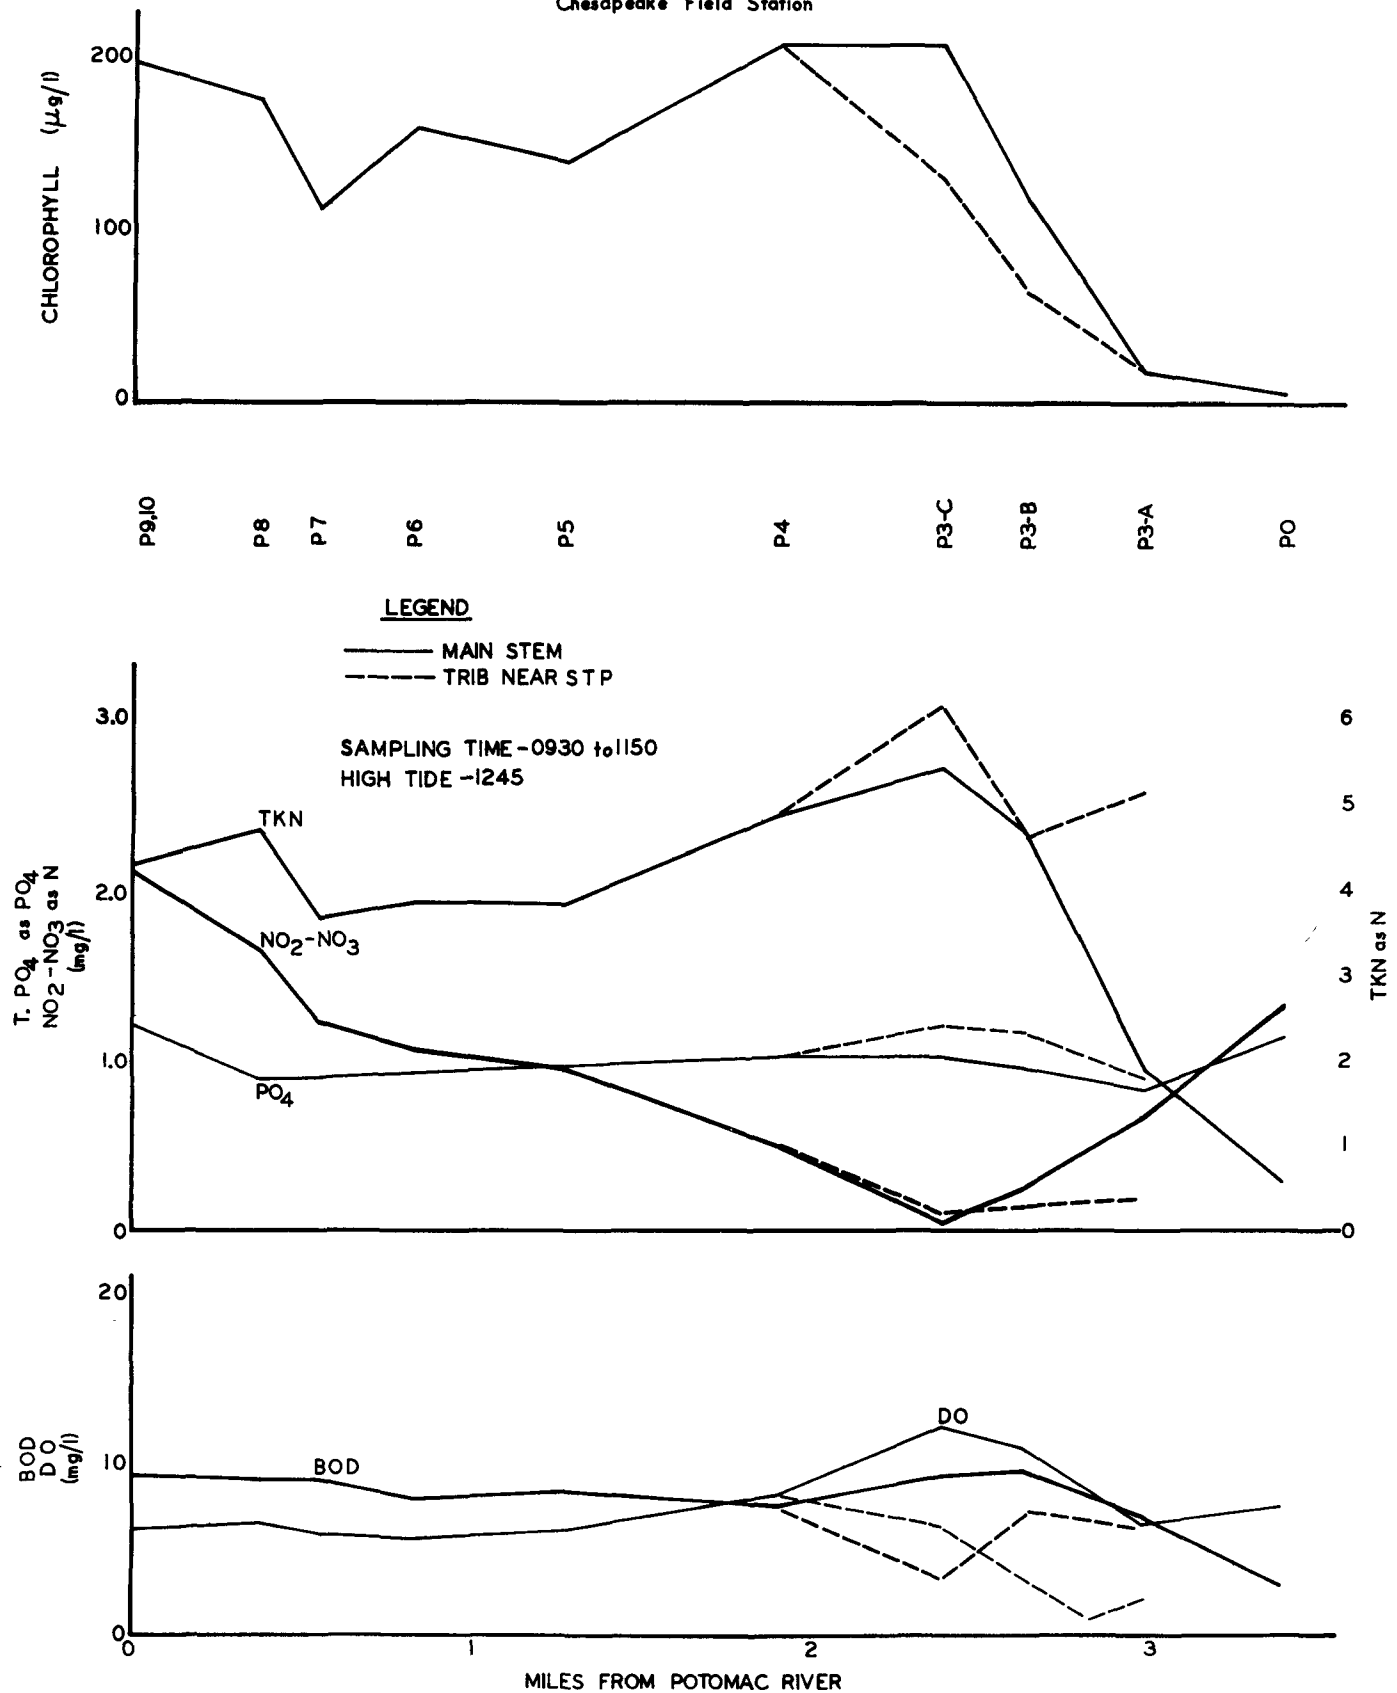 Chesapeake Field Station
200
100
0
CHLOROPHYLL (µg/l)
P9,10
P8
P7
P6
P5
P4
P3-C
P3-B
P3-A
PO
LEGEND
MAIN STEM
TRIB NEAR STP
SAMPLING TIME-0930 to 1150
HIGH TIDE-1245
3.0
2.0
1.0
0
T. PO4 as PO4
NO2-NO3 as N
(mg/l)
6
5
4
3
2
1
0
TKN as N
TKN
NO2-NO3
PO4
20
10
0
BOD
DO
(mg/l)
DO
BOD
0
1
2
3
MILES FROM POTOMAC RIVER